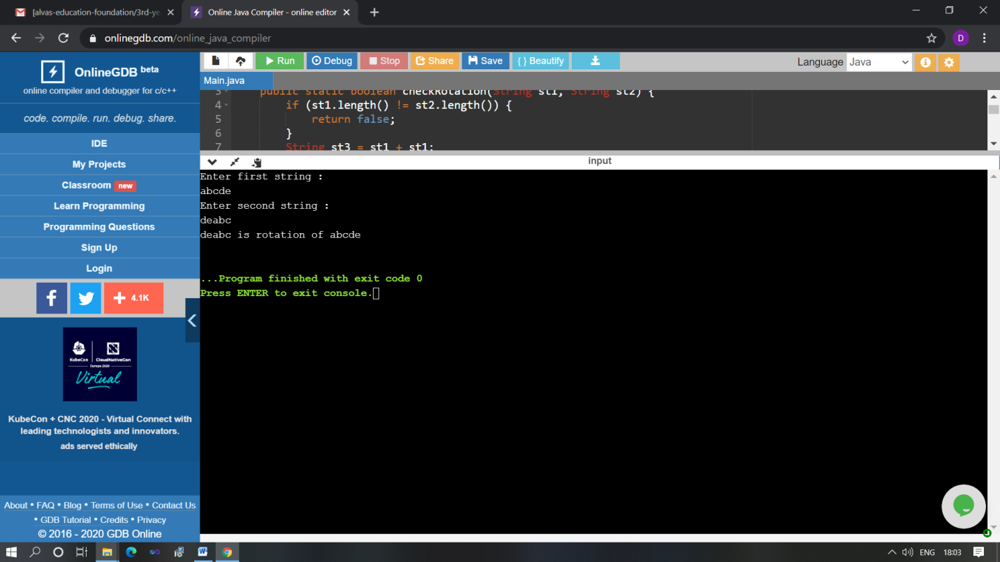 [alvas-education-foundation/3rd-ye
Online Java Compiler - online editor
onlinegdb.com/online_java_compiler
D
OnlineGDB beta
online compiler and debugger for c/c++
code. compile. run. debug. share.
IDE
My Projects
Classroom new
Learn Programming
Programming Questions
Sign Up
Login
4.1K
KubeCon CloudNativeCon
Europe 2020
Virtual
KubeCon + CNC 2020 - Virtual Connect with
leading technologists and innovators.
ads served ethically
About • FAQ • Blog • Terms of Use • Contact Us
• GDB Tutorial • Credits • Privacy
© 2016 - 2020 GDB Online
Run Debug Stop Share Save { } Beautify
Language Java
Main.java
3 public static boolean checkRotation(String st1, String st2) {
4 if (st1.length() != st2.length()) {
5 return false;
6 }
7 String st3 = st1 + st1;
input
Enter first string :
abcde
Enter second string :
deabc
deabc is rotation of abcde
...Program finished with exit code 0
Press ENTER to exit console.
ENG 18:03